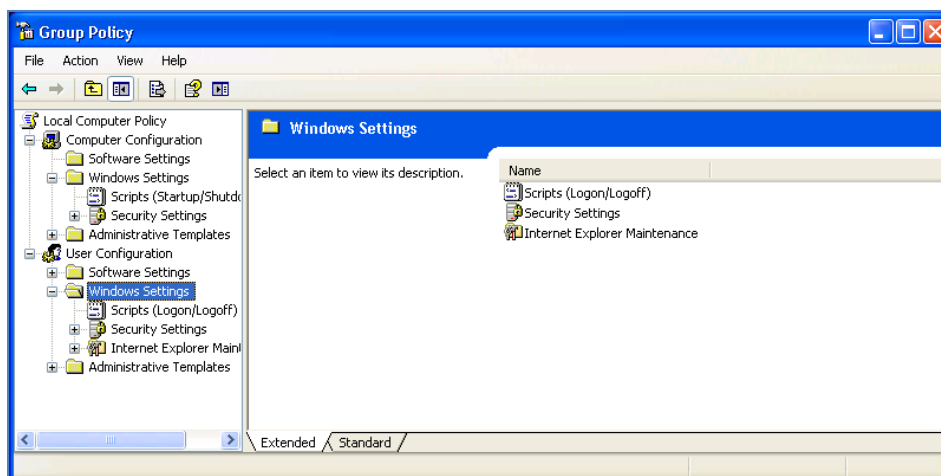 Group Policy
File Action View Help
Local Computer Policy
Computer Configuration
Software Settings
Windows Settings
Scripts (Startup/Shutd
Security Settings
Administrative Templates
User Configuration
Software Settings
Windows Settings
Scripts (Logon/Logoff)
Security Settings
Internet Explorer Main
Administrative Templates
Windows Settings
Select an item to view its description.
Name
Scripts (Logon/Logoff)
Security Settings
Internet Explorer Maintenance
Extended Standard